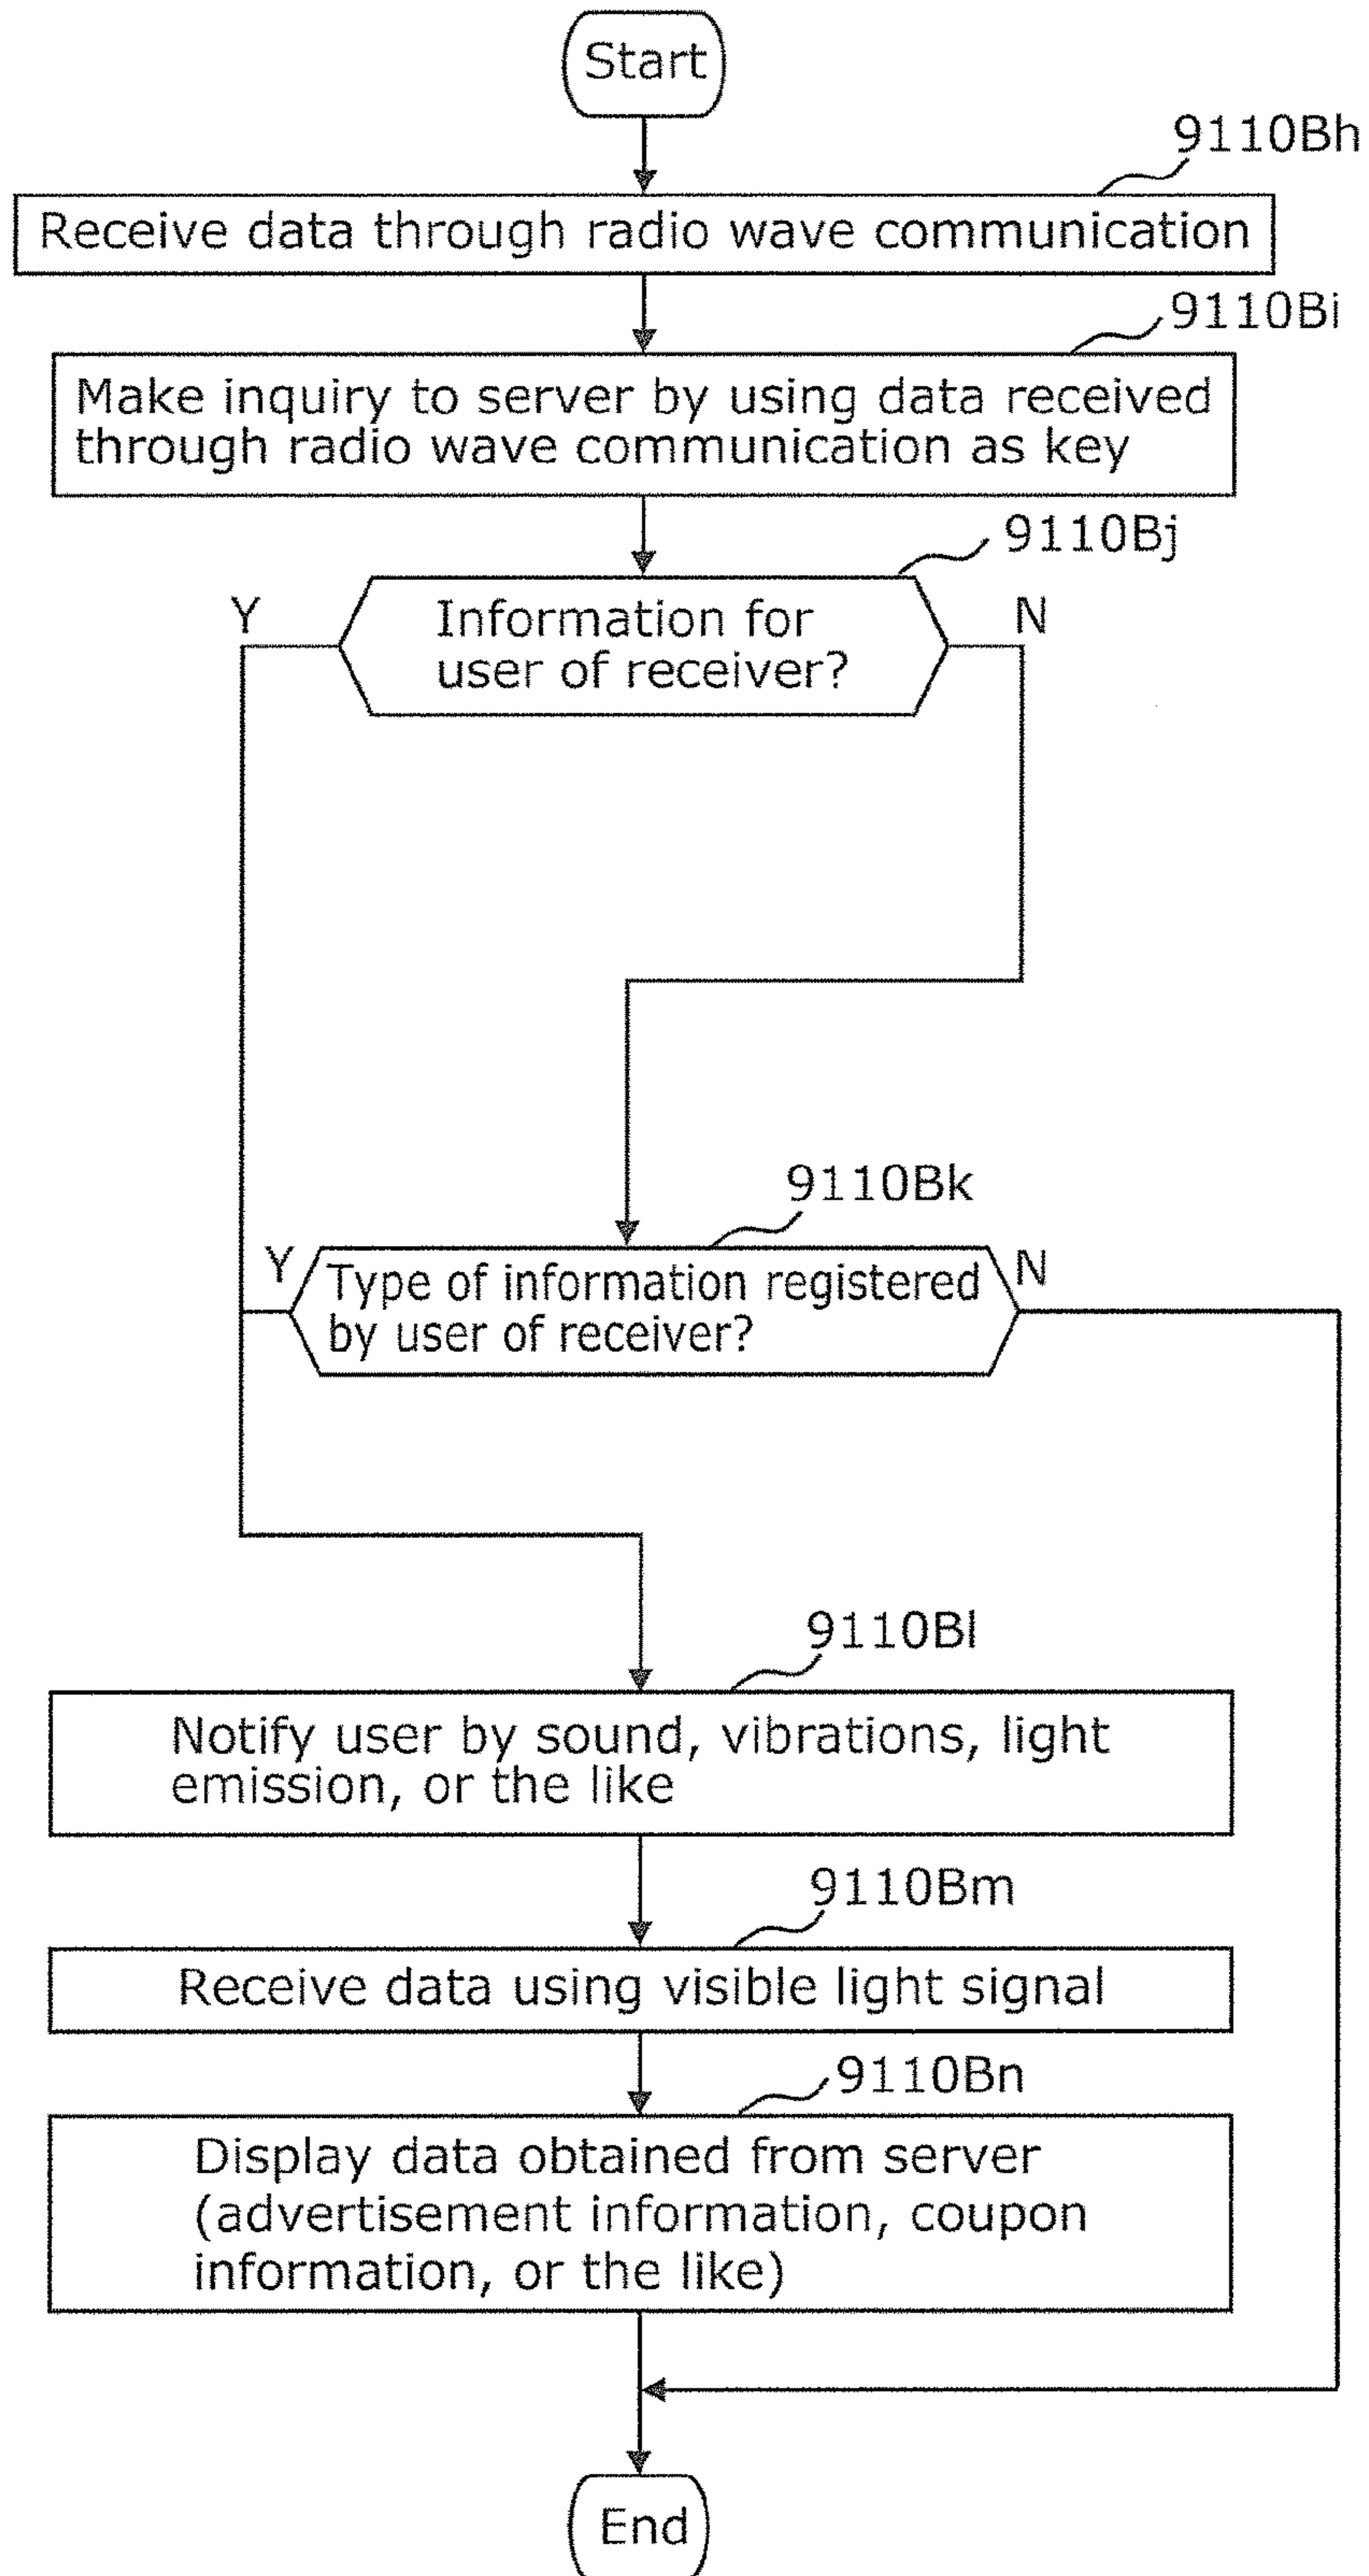 Start
9110Bh
Receive data through radio wave communication
9110Bi
Make inquiry to server by using data received
through radio wave communication as key
9110Bj
Y
Information for
user of receiver?
N
9110Bk
Y
Type of information registered
by user of receiver?
N
9110Bl
Notify user by sound, vibrations, light
emission, or the like
9110Bm
Receive data using visible light signal
9110Bn
Display data obtained from server
(advertisement information, coupon
information, or the like)
End